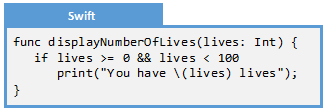 Swift
func displayNumberOfLives(lives: Int) {
if lives >= 0 && lives < 100
print("You have \(lives) lives");
}